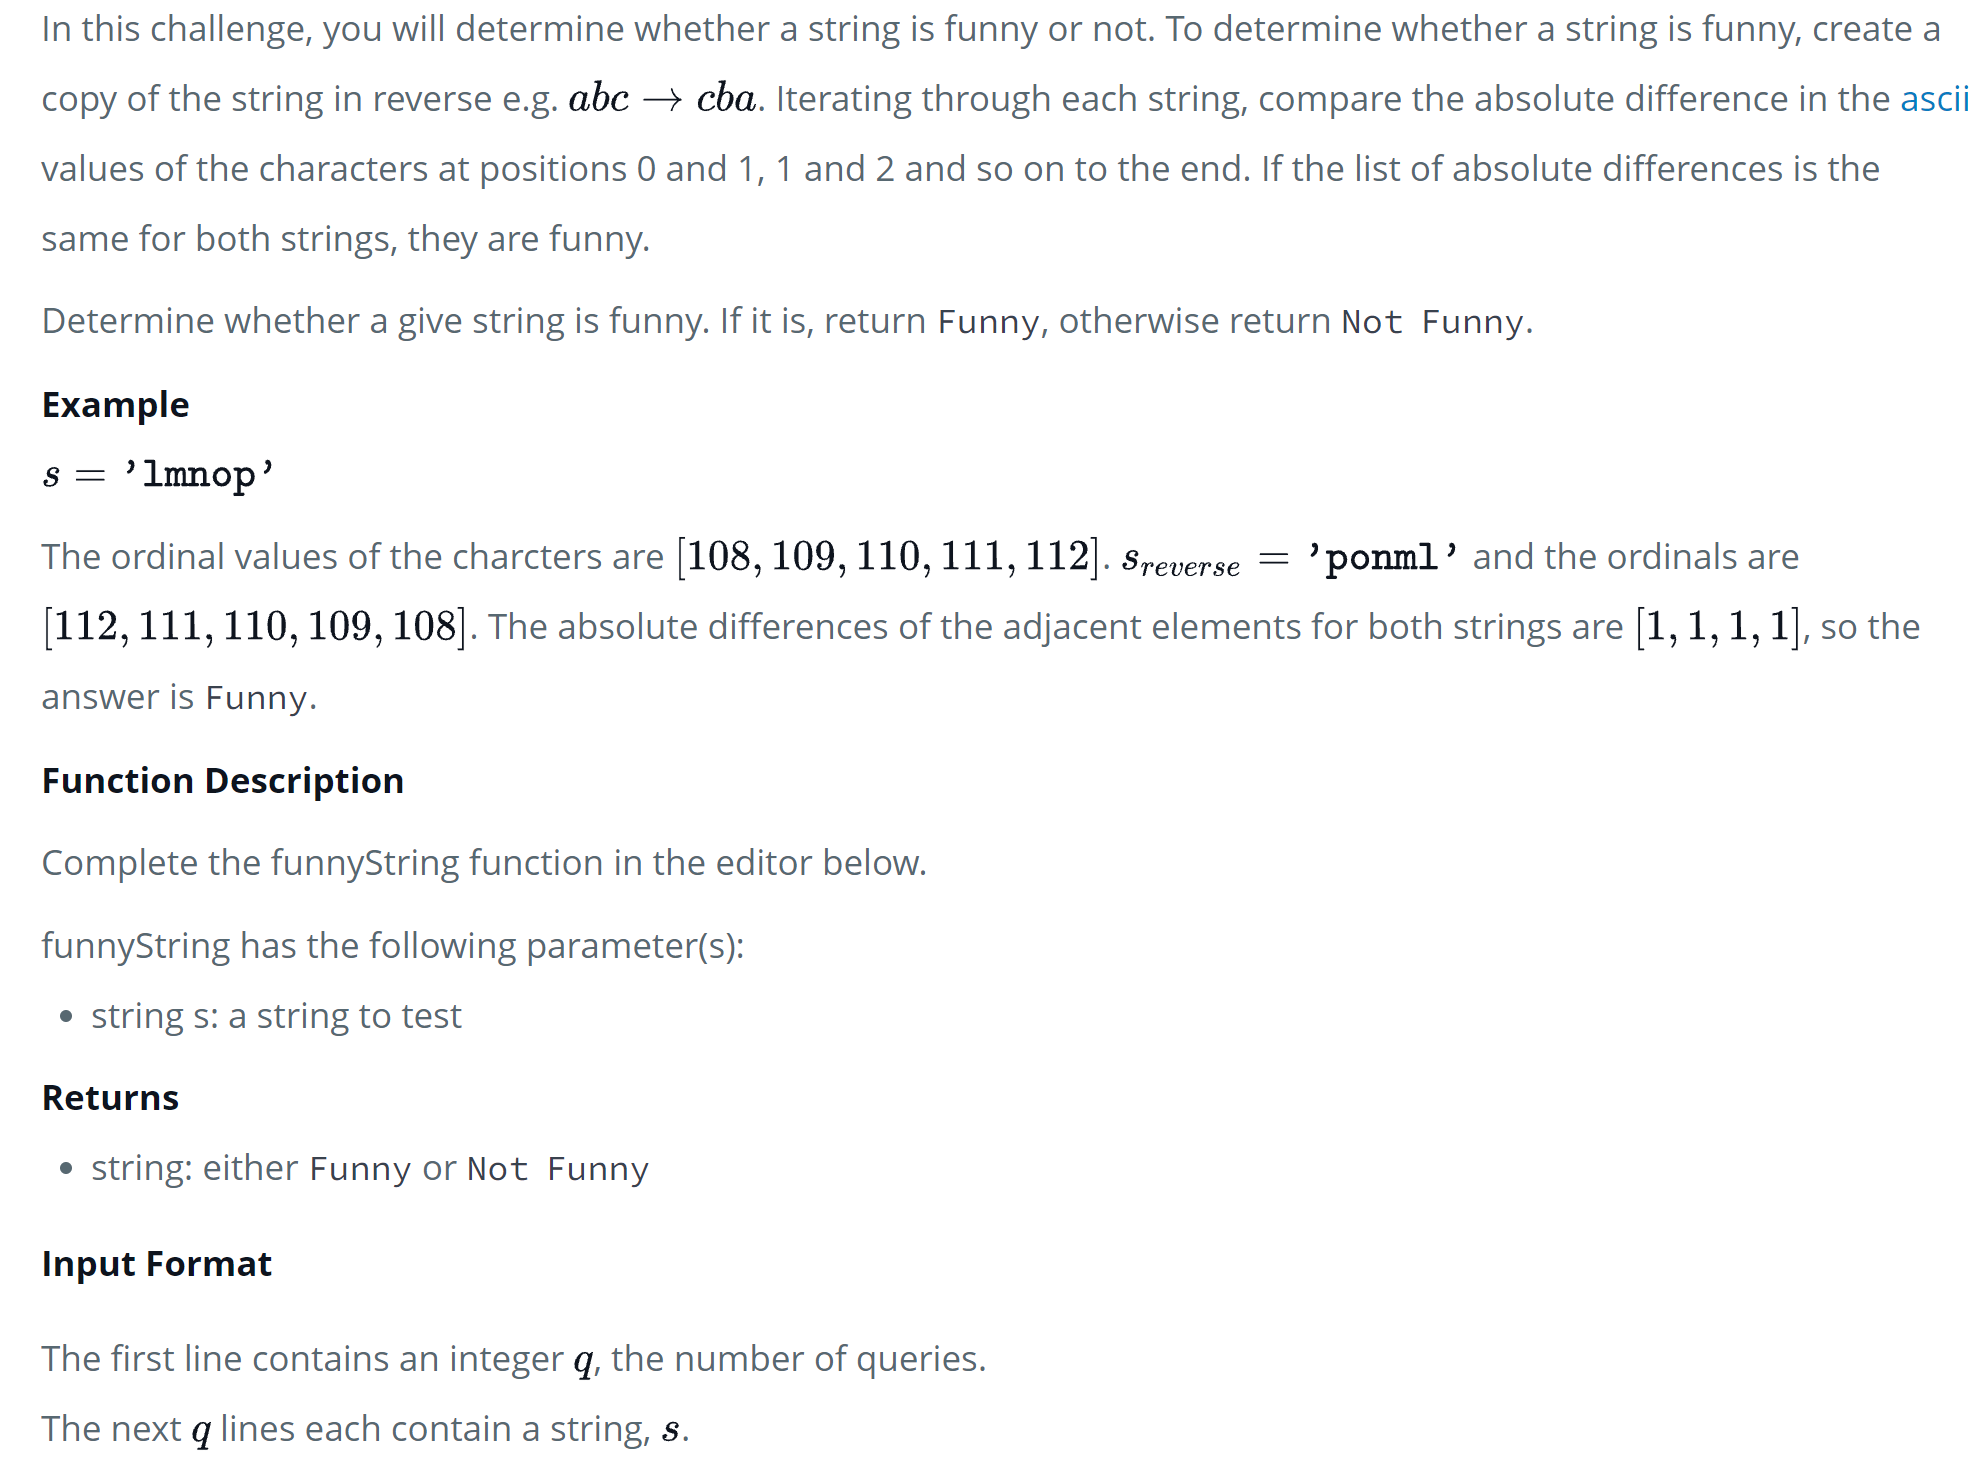 In this challenge, you will determine whether a string is funny or not. To determine whether a string is funny, create a
copy of the string in reverse e.g. abc → cba. Iterating through each string, compare the absolute difference in the ascii
values of the characters at positions 0 and 1, 1 and 2 and so on to the end. If the list of absolute differences is the
same for both strings, they are funny.
Determine whether a give string is funny. If it is, return Funny, otherwise return Not Funny.
Example
s = 'lmnop'
The ordinal values of the charcters are [108, 109, 110, 111, 112]. s_reverse = 'ponml' and the ordinals are
[112, 111, 110, 109, 108]. The absolute differences of the adjacent elements for both strings are [1, 1, 1, 1], so the
answer is Funny.
Function Description
Complete the funnyString function in the editor below.
funnyString has the following parameter(s):
• string s: a string to test
Returns
• string: either Funny or Not Funny
Input Format
The first line contains an integer q, the number of queries.
The next q lines each contain a string, s.